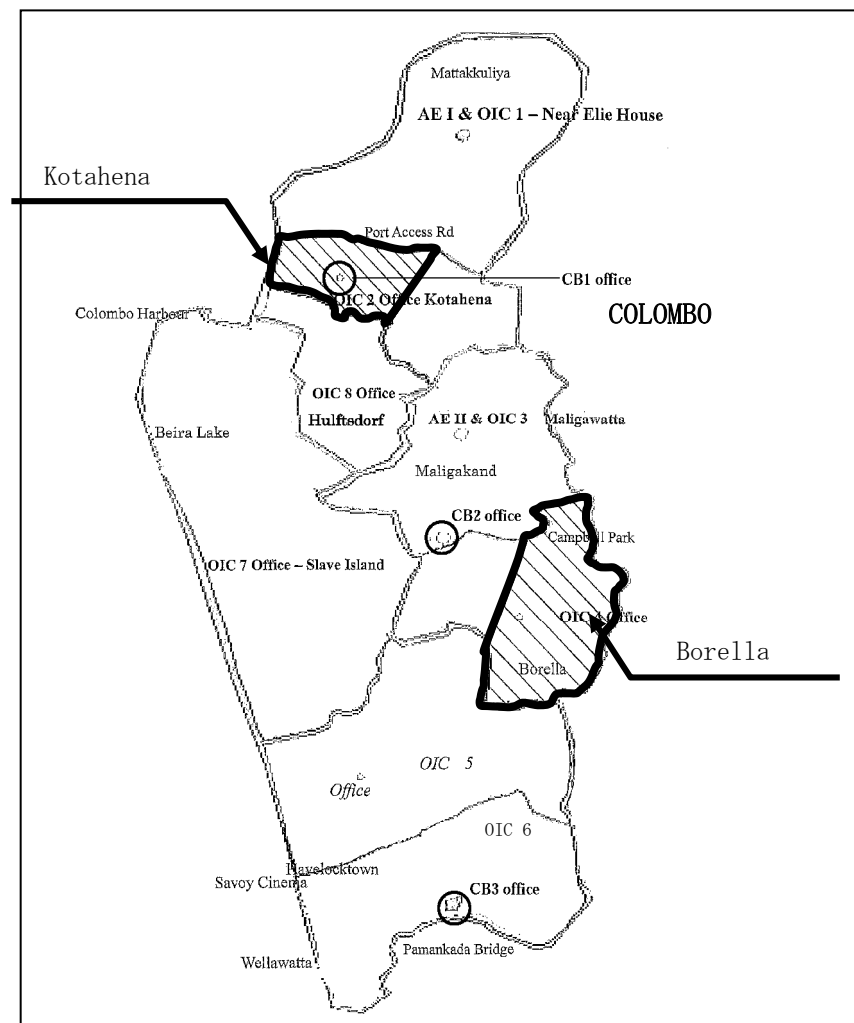 Mattakkuliya
AE I & OIC 1 – Near Elie House
Kotahena
Port Access Rd
CB1 office
OIC 2 Office Kotahena
Colombo Harbour
COLOMBO
OIC 8 Office
Hulftsdorf
AE II & OIC 3
Maligawatta
Beira Lake
Maligakand
CB2 office
Campbell Park
OIC 7 Office – Slave Island
OIC 4 Office
Borella
Borella
OIC 5
Office
OIC 6
Havelocktown
Savoy Cinema
CB3 office
Pamankada Bridge
Wellawatta